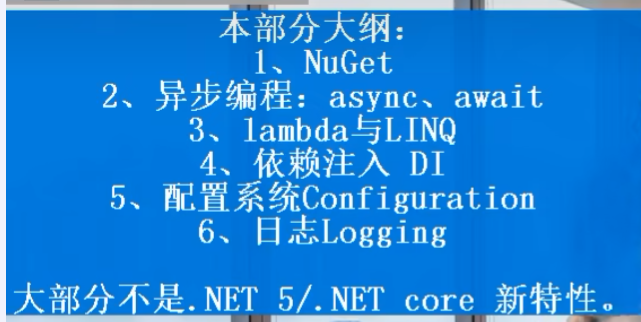 本部分大纲：
1、NuGet
2、异步编程：async、await
3、lambda与LINQ
4、依赖注入 DI
5、配置系统Configuration
6、日志Logging
大部分不是.NET 5/.NET core 新特性。